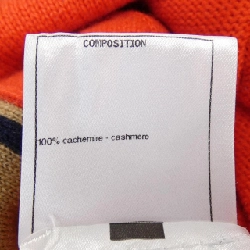 COMPOSITION
100% cachemire - cashmere